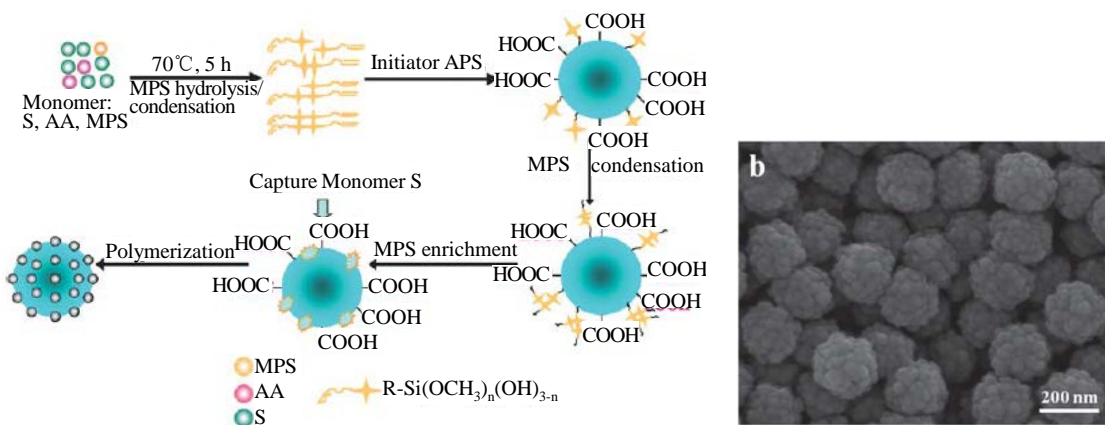 Monomer:
S, AA, MPS
70℃, 5 h
MPS hydrolysis/
condensation
Initiator APS
COOH
HOOC
HOOC
COOH
COOH
COOH
MPS condensation
COOH
HOOC
HOOC
COOH
COOH
COOH
MPS enrichment
Capture Monomer S
COOH
HOOC
HOOC
COOH
COOH
COOH
Polymerization
MPS
AA
S
R-Si(OCH₃)ₙ(OH)₃₋ₙ
b
200 nm